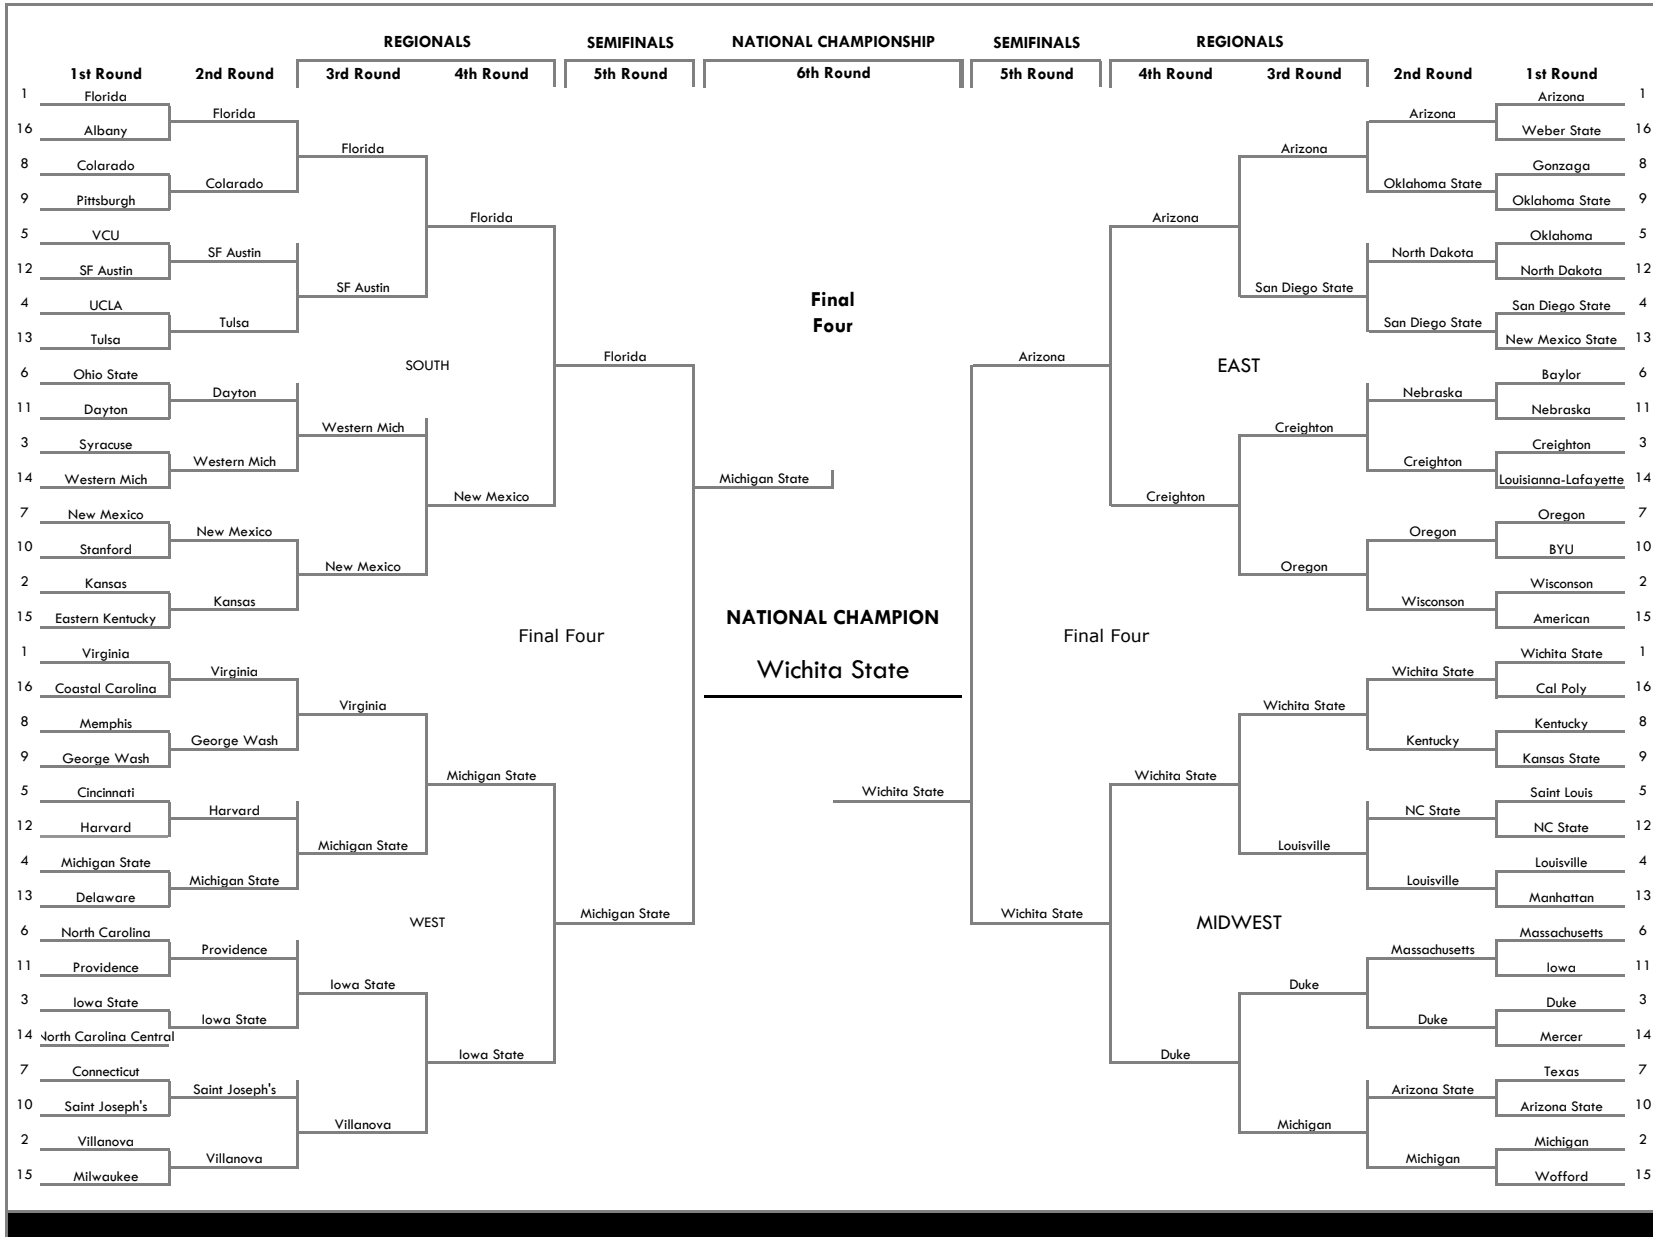 REGIONALS
SEMIFINALS
NATIONAL CHAMPIONSHIP
SEMIFINALS
REGIONALS
1st Round
2nd Round
3rd Round
4th Round
5th Round
6th Round
5th Round
4th Round
3rd Round
2nd Round
1st Round
1 Florida
16 Albany
8 Colarado
9 Pittsburgh
5 VCU
12 SF Austin
4 UCLA
13 Tulsa
6 Ohio State
11 Dayton
3 Syracuse
14 Western Mich
7 New Mexico
10 Stanford
2 Kansas
15 Eastern Kentucky
1 Virginia
16 Coastal Carolina
8 Memphis
9 George Wash
5 Cincinnati
12 Harvard
4 Michigan State
13 Delaware
6 North Carolina
11 Providence
3 Iowa State
14 North Carolina Central
7 Connecticut
10 Saint Joseph's
2 Villanova
15 Milwaukee
Florida
Colarado
SF Austin
Tulsa
Dayton
Western Mich
New Mexico
Kansas
Virginia
George Wash
Harvard
Michigan State
Providence
Iowa State
Saint Joseph's
Villanova
Florida
SF Austin
Western Mich
New Mexico
Virginia
Michigan State
Iowa State
Villanova
SOUTH
WEST
Florida
New Mexico
Michigan State
Iowa State
Final Four
Florida
Michigan State
Michigan State
Final
Four
NATIONAL CHAMPION
Wichita State
Wichita State
Arizona
Wichita State
Final Four
Arizona
Creighton
Wichita State
Duke
EAST
MIDWEST
Arizona
San Diego State
Creighton
Oregon
Wichita State
Louisville
Duke
Michigan
Arizona
Oklahoma State
North Dakota
San Diego State
Nebraska
Creighton
Oregon
Wisconson
Wichita State
Kentucky
NC State
Louisville
Massachusetts
Duke
Arizona State
Michigan
Arizona 1
Weber State 16
Gonzaga 8
Oklahoma State 9
Oklahoma 5
North Dakota 12
San Diego State 4
New Mexico State 13
Baylor 6
Nebraska 11
Creighton 3
Louisianna-Lafayette 14
Oregon 7
BYU 10
Wisconson 2
American 15
Wichita State 1
Cal Poly 16
Kentucky 8
Kansas State 9
Saint Louis 5
NC State 12
Louisville 4
Manhattan 13
Massachusetts 6
Iowa 11
Duke 3
Mercer 14
Texas 7
Arizona State 10
Michigan 2
Wofford 15